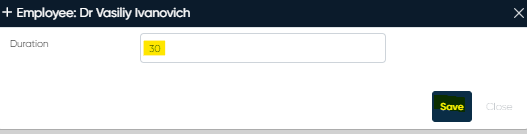 + Employee: Dr Vasiliy Ivanovich ×
Duration
30
Save Close